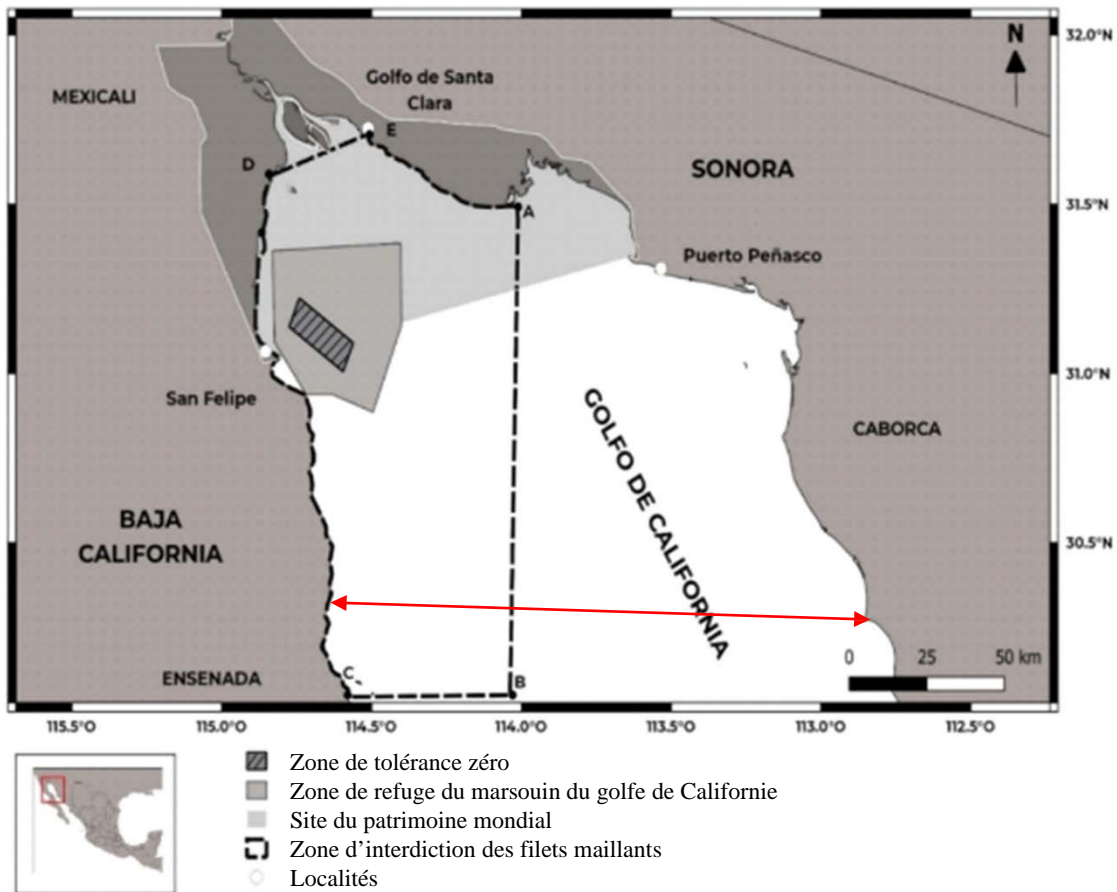 32.0°N
N
Golfo de Santa
Clara
MEXICALI
E
D
SONORA
31.5°N
A
Puerto Peñasco
31.0°N
San Felipe
GOLFO DE CALIFORNIA
CABORCA
BAJA
CALIFORNIA
30.5°N
ENSENADA
C
B
0 25 50 km
115.5°O 115.0°O 114.5°O 114.0°O 113.5°O 113.0°O 112.5°O
Zone de tolérance zéro
Zone de refuge du marsouin du golfe de Californie
Site du patrimoine mondial
Zone d’interdiction des filets maillants
Localités